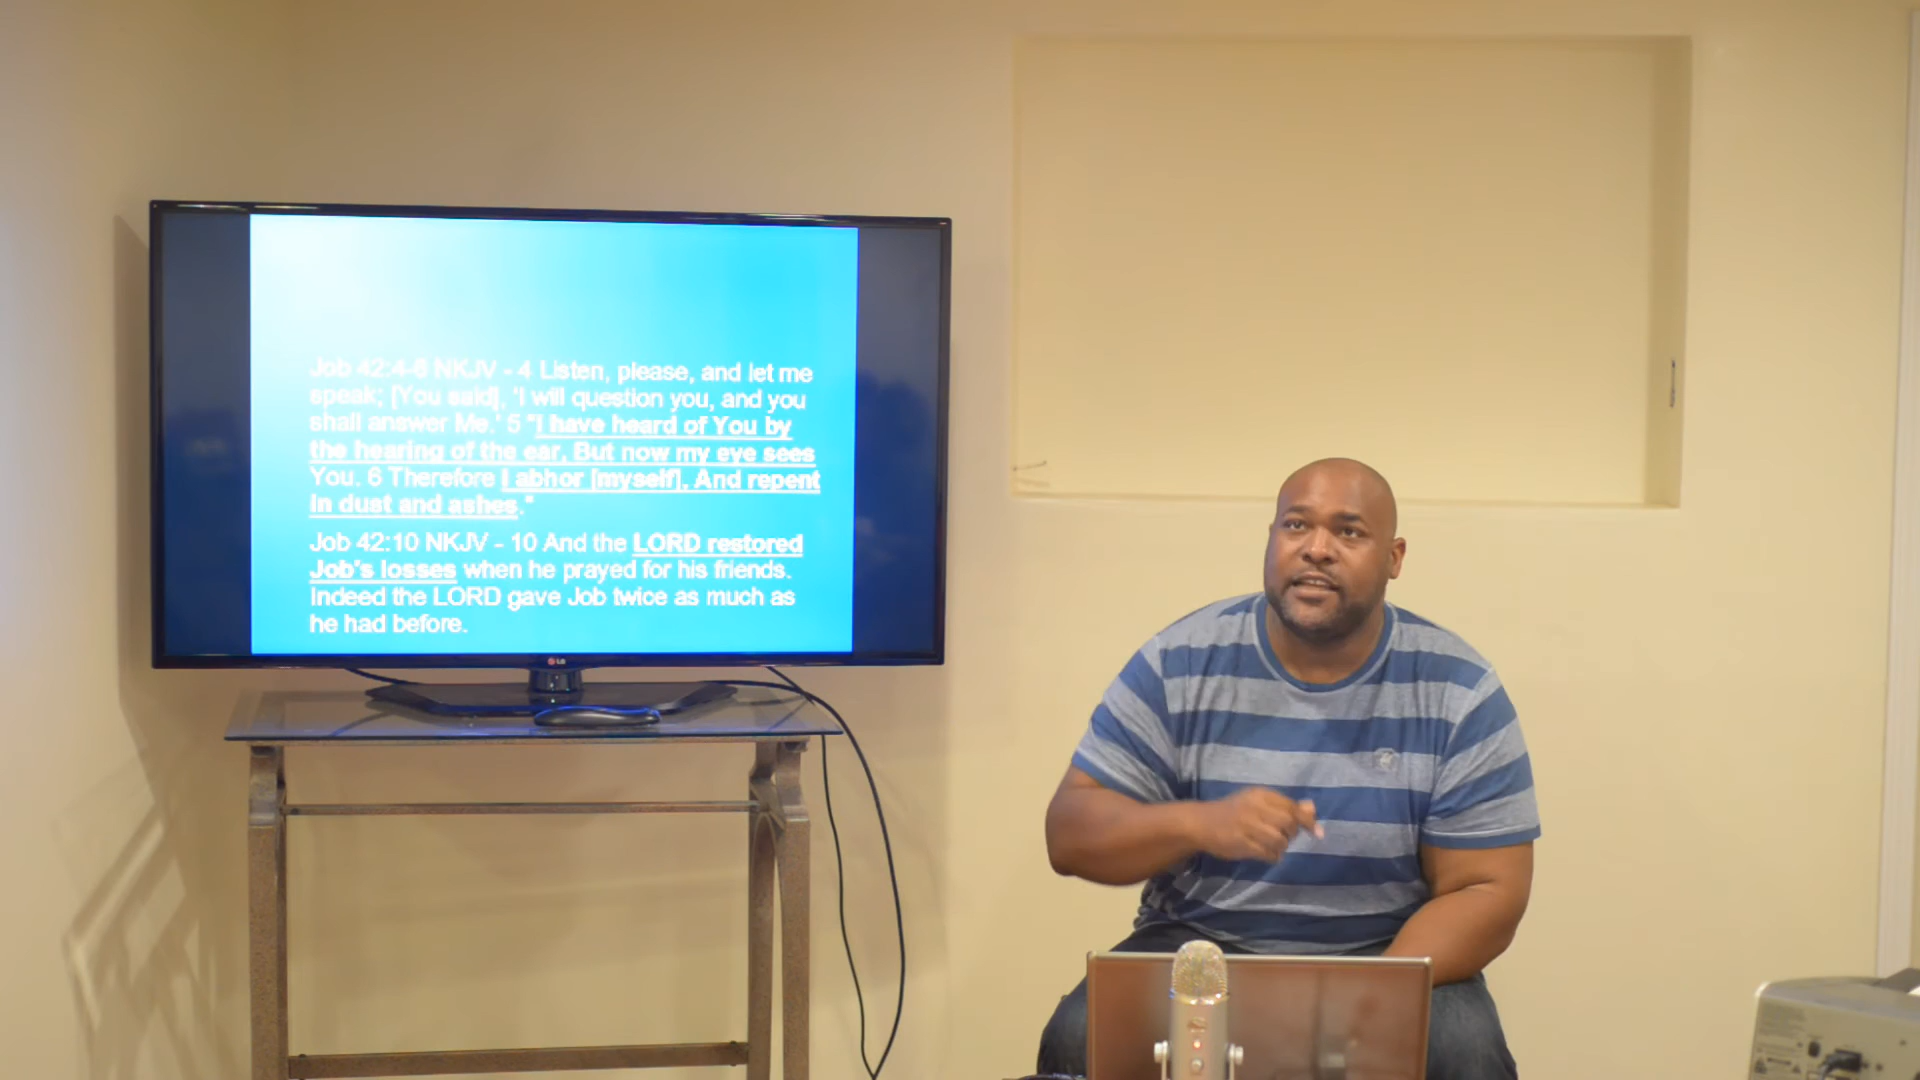 Job 42:4-6 NKJV - 4 Listen, please, and let me
speak; [You said], 'I will question you, and you
shall answer Me.' 5 "I have heard of You by
the hearing of the ear, But now my eye sees
You. 6 Therefore I abhor [myself], And repent
in dust and ashes."
Job 42:10 NKJV - 10 And the LORD restored
Job's losses when he prayed for his friends.
Indeed the LORD gave Job twice as much as
he had before.
LG